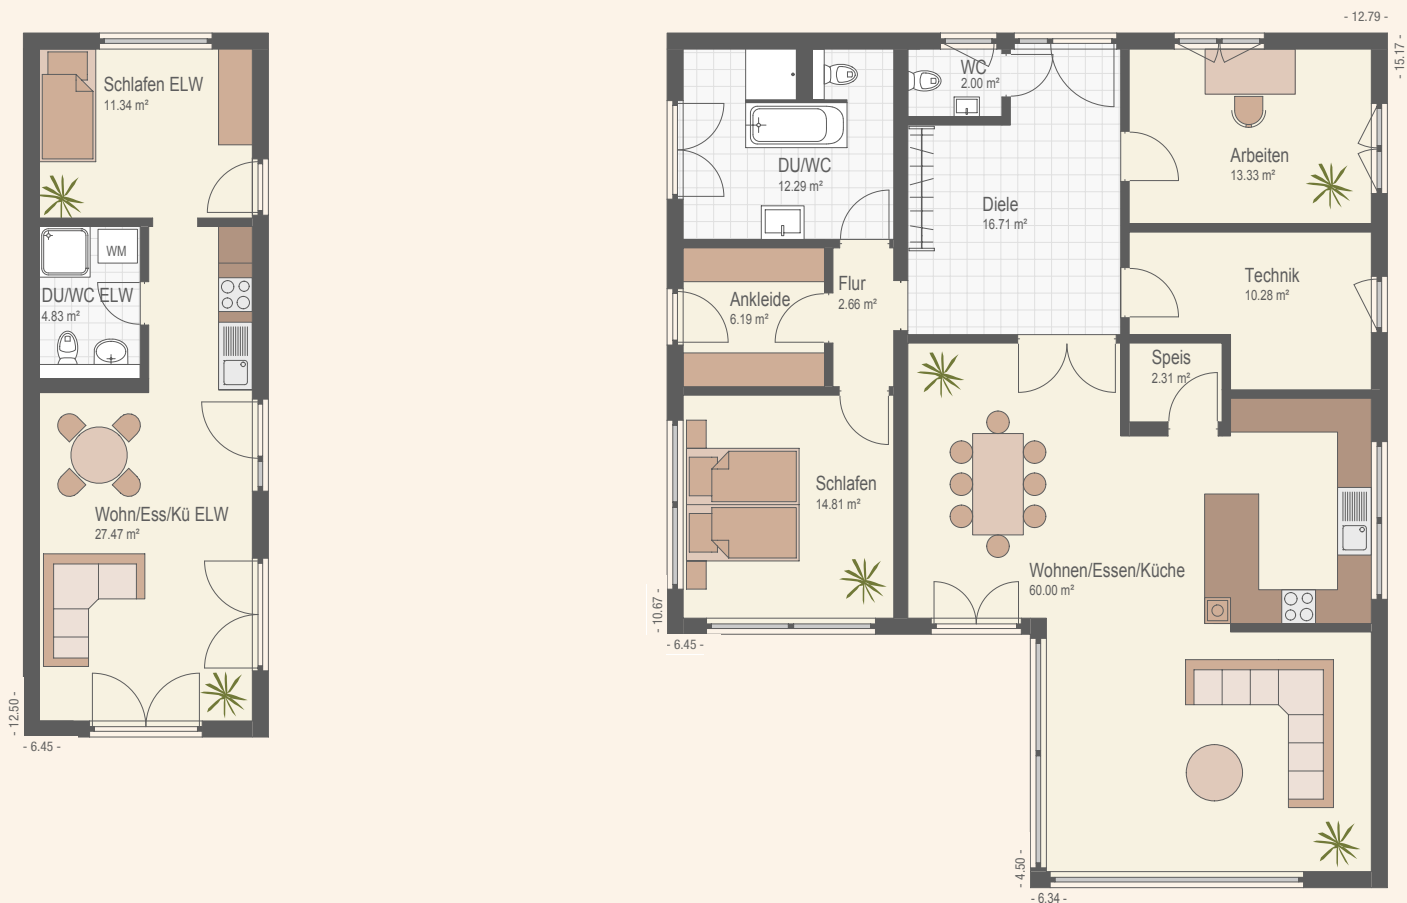 Schlafen ELW
11.34 m²
WM
DU/WC ELW
4.83 m²
Wohn/Ess/Kü ELW
27.47 m²
- 12.50 -
- 6.45 -
- 12.79 -
- 15.17 -
WC
2.00 m²
DU/WC
12.29 m²
Diele
16.71 m²
Arbeiten
13.33 m²
Technik
10.28 m²
Ankleide
6.19 m²
Flur
2.66 m²
Speis
2.31 m²
Schlafen
14.81 m²
Wohnen/Essen/Küche
60.00 m²
- 10.67 -
- 6.45 -
- 4.50 -
- 6.34 -